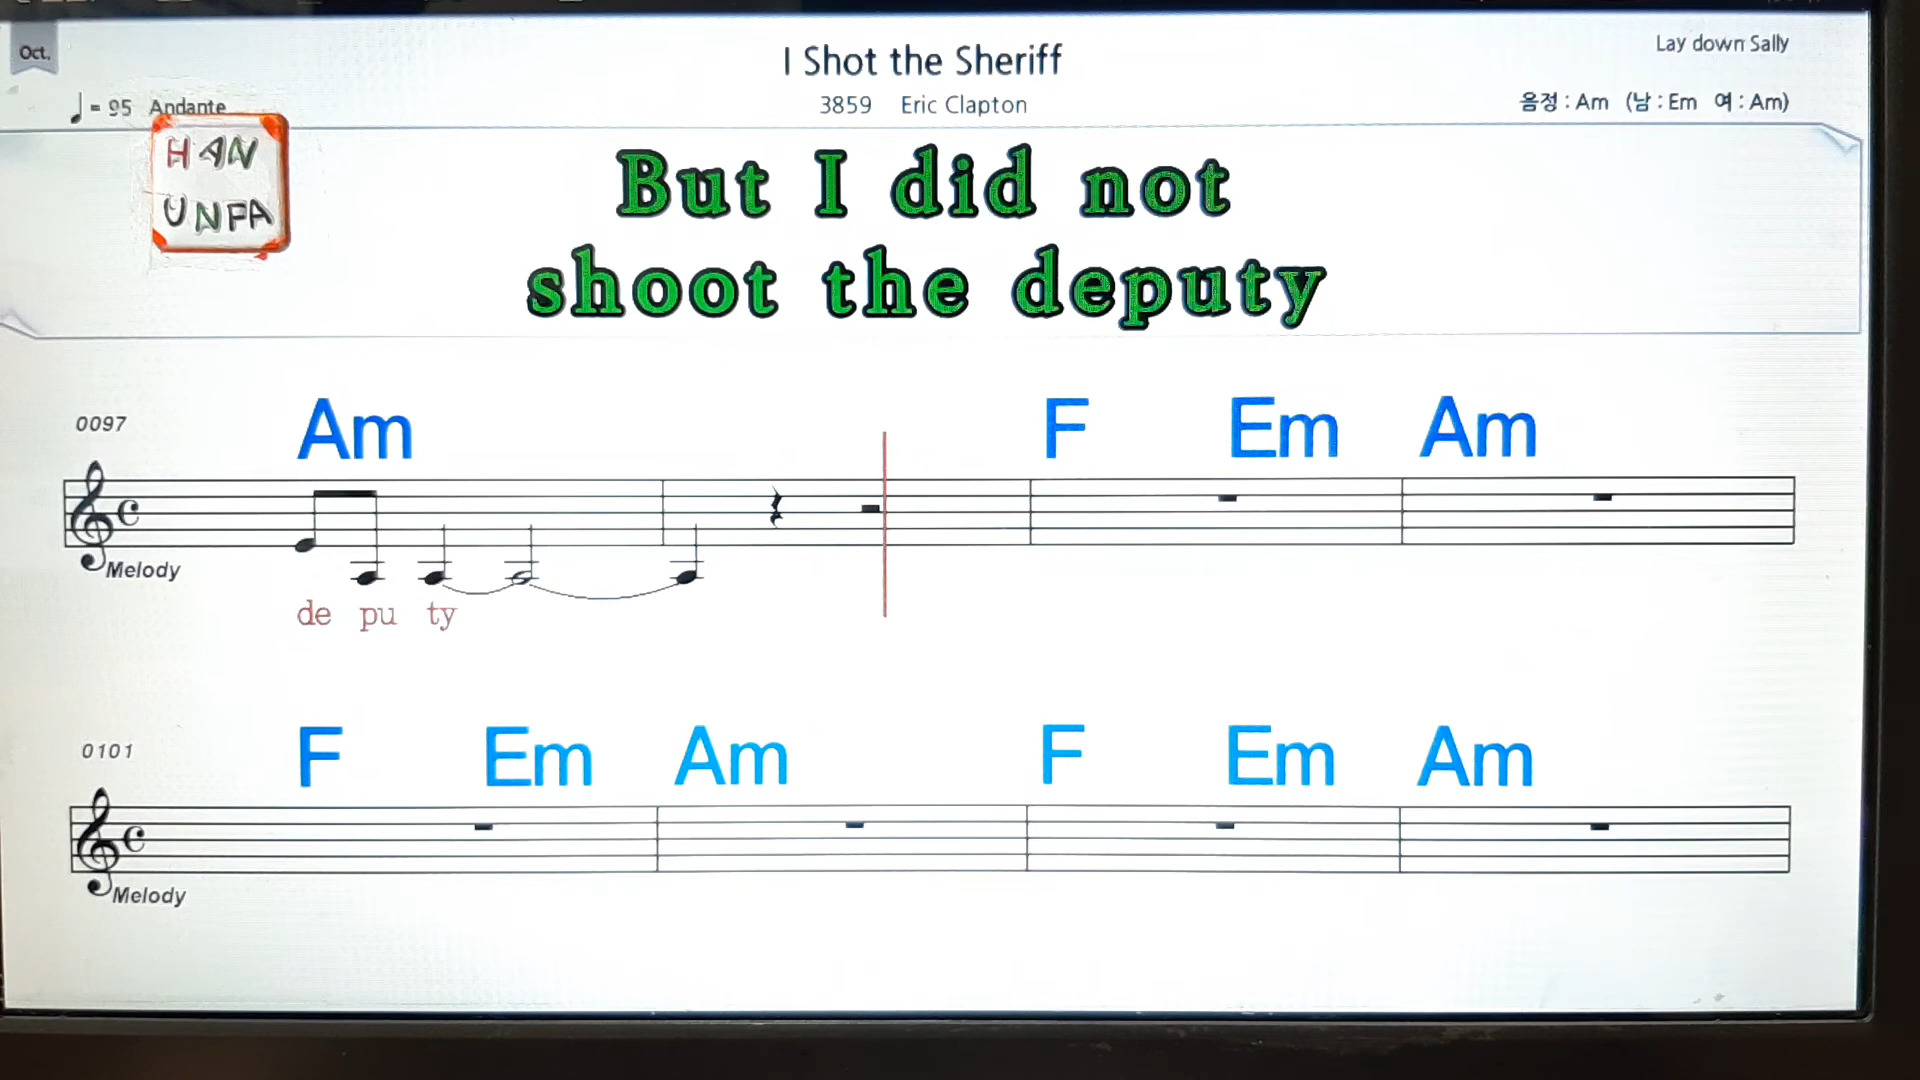 Oct.
I Shot the Sheriff
Lay down Sally
♩ = 95 Andante
3859 Eric Clapton
음정 : Am (남 : Em 여 : Am)
HAN
UNFA
But I did not
shoot the deputy
0097
Am F Em Am
Melody
de pu ty
0101
F Em Am F Em Am
Melody